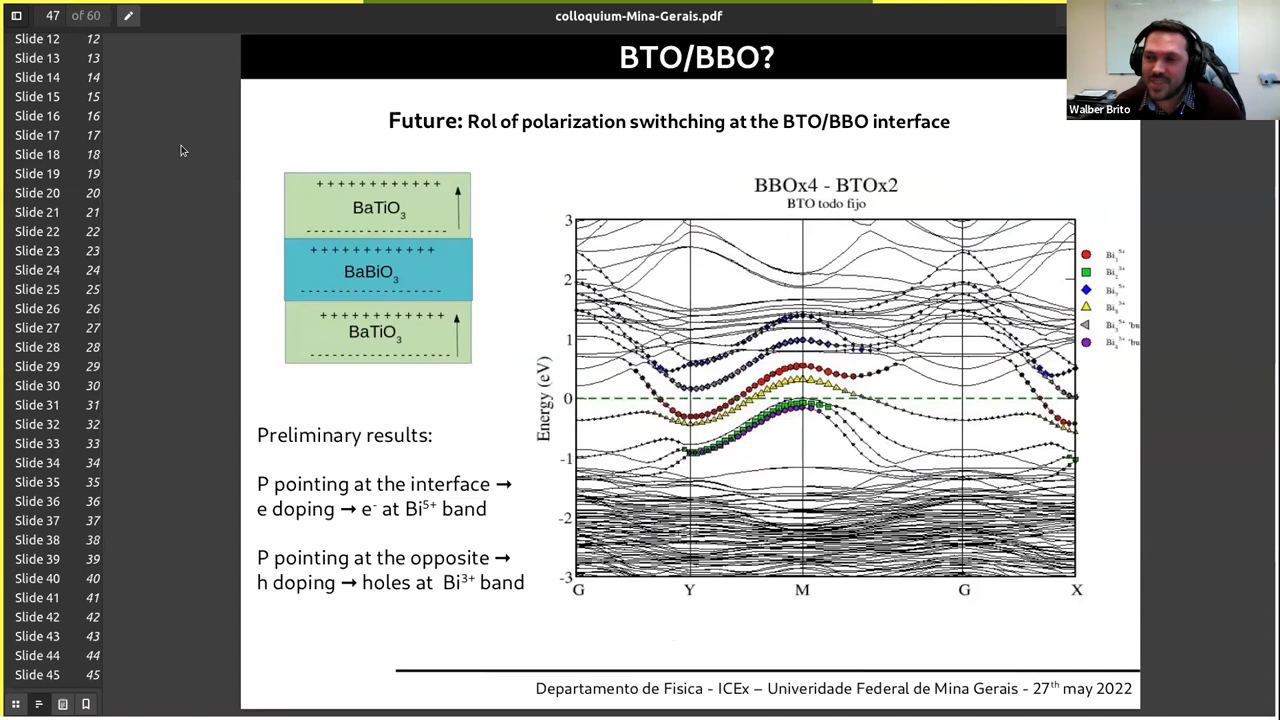 47 of 60
colloquium-Mina-Gerais.pdf
Slide 12 12
Slide 13 13
Slide 14 14
Slide 15 15
Slide 16 16
Slide 17 17
Slide 18 18
Slide 19 19
Slide 20 20
Slide 21 21
Slide 22 22
Slide 23 23
Slide 24 24
Slide 25 25
Slide 26 26
Slide 27 27
Slide 28 28
Slide 29 29
Slide 30 30
Slide 31 31
Slide 32 32
Slide 33 33
Slide 34 34
Slide 35 35
Slide 36 36
Slide 37 37
Slide 38 38
Slide 39 39
Slide 40 40
Slide 41 41
Slide 42 42
Slide 43 43
Slide 44 44
Slide 45 45
Walber Brito
BTO/BBO?
Future: Rol of polarization swithching at the BTO/BBO interface
+ + + + + + + + + + + +
BaTiO3
- - - - - - - - - - - - - - - - -
+ + + + + + + + + + + +
BaBiO3
- - - - - - - - - - - - - - - - -
+ + + + + + + + + + + +
BaTiO3
- - - - - - - - - - - - - - - - -
Preliminary results:
P pointing at the interface →
e doping → e- at Bi5+ band
P pointing at the opposite →
h doping → holes at Bi3+ band
BBOx4 - BTOx2
BTO todo fijo
Energy (eV)
3
2
1
0
-1
-2
-3
G Y M G X
Departamento de Fisica - ICEx – Univeridade Federal de Mina Gerais - 27th may 2022